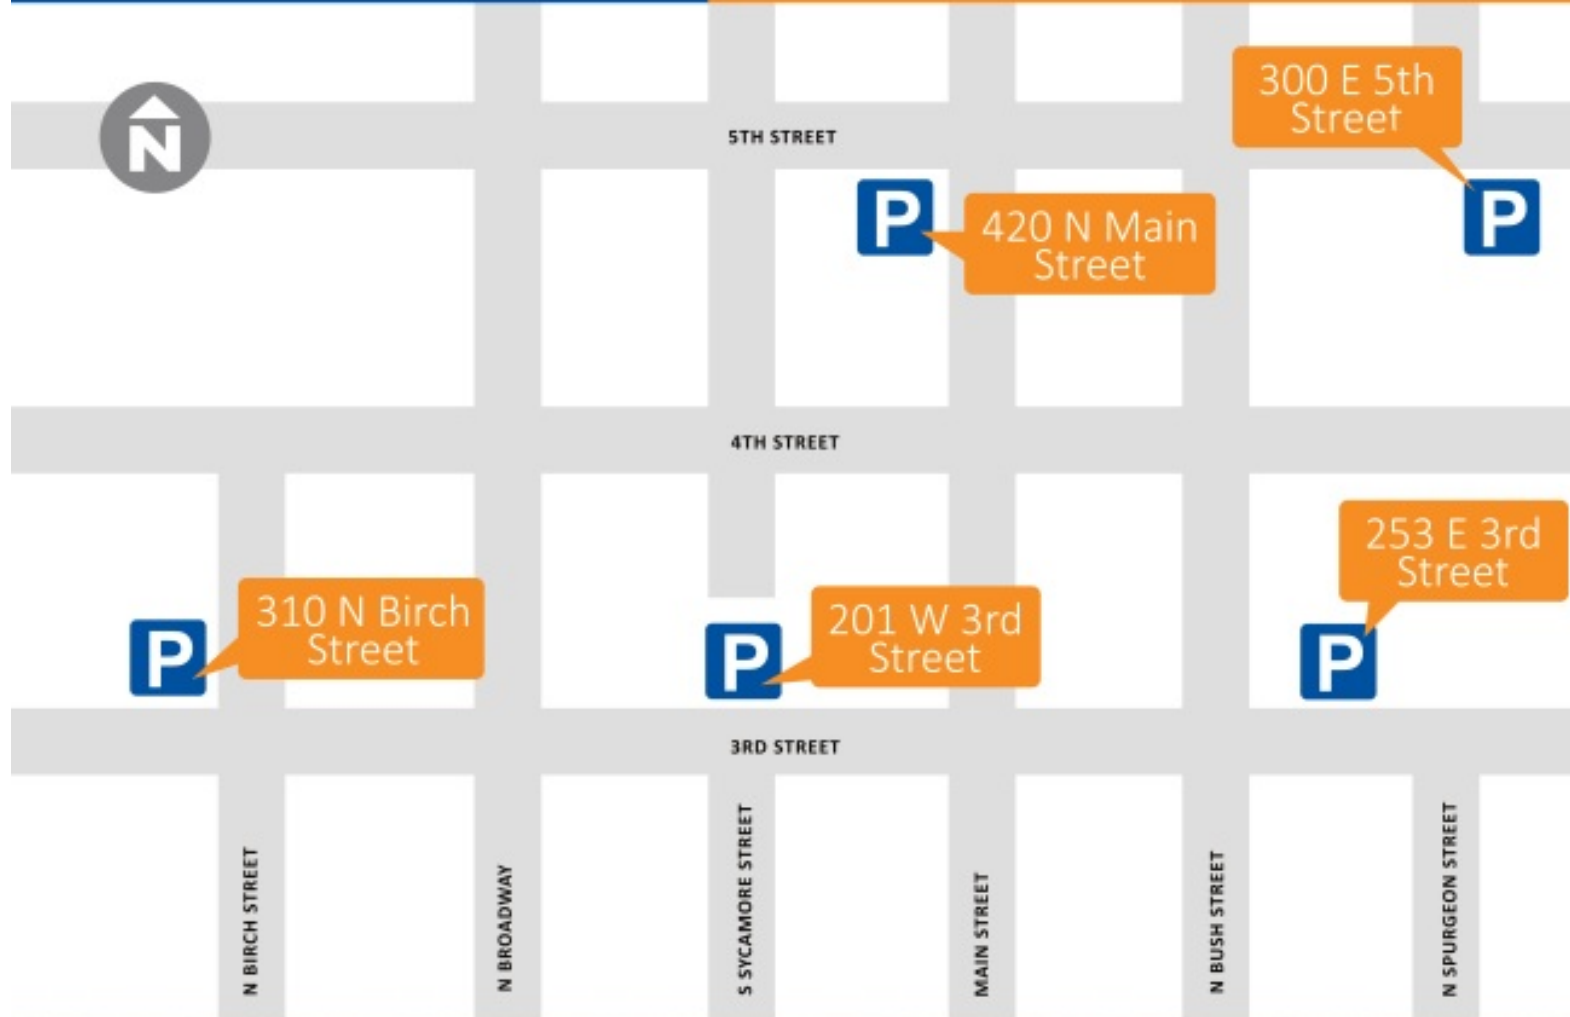 300 E 5th
Street
N
5TH STREET
P
P
420 N Main
Street
4TH STREET
253 E 3rd
Street
310 N Birch
Street
201 W 3rd
Street
P
P
P
3RD STREET
N BIRCH STREET
N BROADWAY
S SYCAMORE STREET
MAIN STREET
N BUSH STREET
N SPURGEON STREET